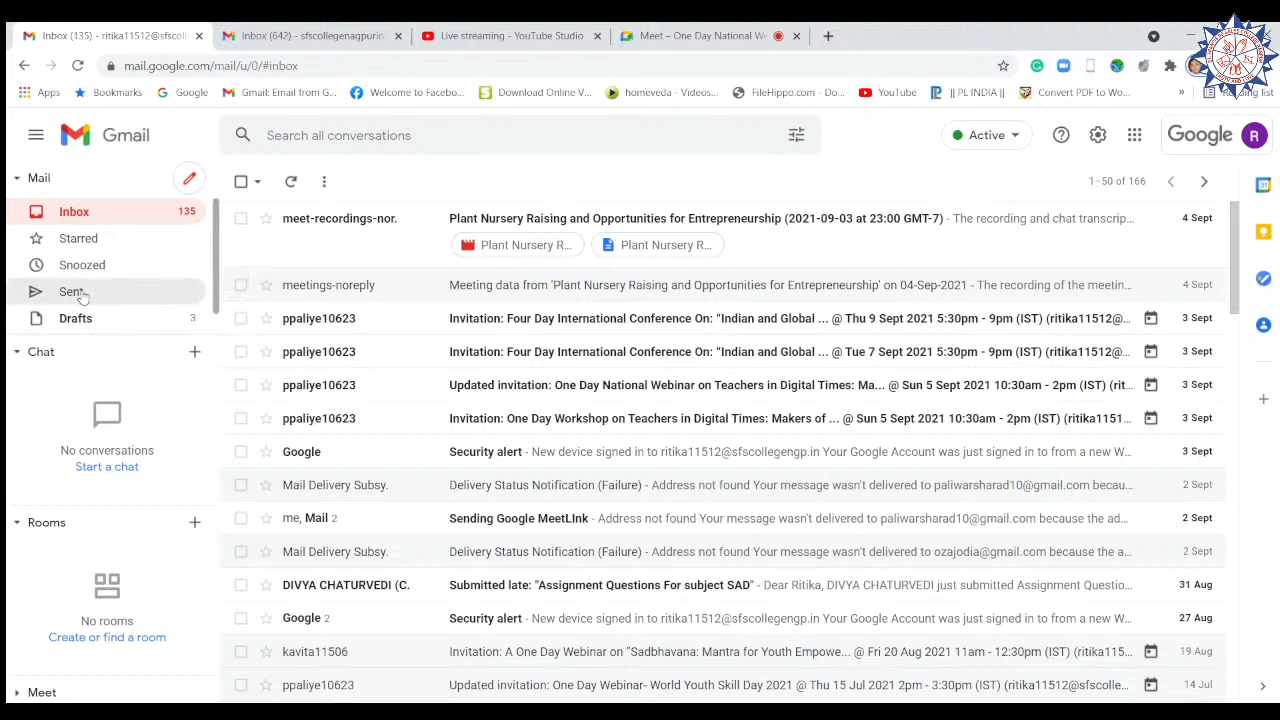 Inbox (135) - ritika11512@sfscoll
Inbox (642) - sfscollegenagpurin
Live streaming - YouTube Studio
Meet – One Day National We
mail.google.com/mail/u/0/#inbox
Apps
Bookmarks
Google
Gmail: Email from G...
Welcome to Faceb...
Download Online V...
homeveda - Videos...
FileHippo.com - Do...
YouTube
|| PL INDIA ||
Convert PDF to Wo...
»
Reading list
Gmail
Search all conversations
Active
Google
R
Mail
1–50 of 166
Inbox 135
Starred
Snoozed
Sent
Drafts 3
Chat
No conversations
Start a chat
Rooms
No rooms
Create or find a room
Meet
meet-recordings-nor. Plant Nursery Raising and Opportunities for Entrepreneurship (2021-09-03 at 23:00 GMT-7) - The recording and chat transcrip... 4 Sept
Plant Nursery R... Plant Nursery R...
meetings-noreply Meeting data from 'Plant Nursery Raising and Opportunities for Entrepreneurship' on 04-Sep-2021 - The recording of the meetin... 4 Sept
ppaliye10623 Invitation: Four Day International Conference On: “Indian and Global ... @ Thu 9 Sept 2021 5:30pm - 9pm (IST) (ritika11512@... 3 Sept
ppaliye10623 Invitation: Four Day International Conference On: “Indian and Global ... @ Tue 7 Sept 2021 5:30pm - 9pm (IST) (ritika11512@... 3 Sept
ppaliye10623 Updated invitation: One Day National Webinar on Teachers in Digital Times: Ma... @ Sun 5 Sept 2021 10:30am - 2pm (IST) (rit... 3 Sept
ppaliye10623 Invitation: One Day Workshop on Teachers in Digital Times: Makers of ... @ Sun 5 Sept 2021 10:30am - 2pm (IST) (ritika1151... 3 Sept
Google Security alert - New device signed in to ritika11512@sfscollegengp.in Your Google Account was just signed in to from a new W... 3 Sept
Mail Delivery Subsy. Delivery Status Notification (Failure) - Address not found Your message wasn't delivered to paliwarsharad10@gmail.com becau... 2 Sept
me, Mail 2 Sending Google MeetLInk - Address not found Your message wasn't delivered to paliwarsharad10@gmail.com because the ad... 2 Sept
Mail Delivery Subsy. Delivery Status Notification (Failure) - Address not found Your message wasn't delivered to ozajodia@gmail.com because the a... 2 Sept
DIVYA CHATURVEDI (C. Submitted late: "Assignment Questions For subject SAD" - Dear Ritika, DIVYA CHATURVEDI just submitted Assignment Questio... 31 Aug
Google 2 Security alert - New device signed in to ritika11512@sfscollegengp.in Your Google Account was just signed in to from a new W... 27 Aug
kavita11506 Invitation: A One Day Webinar on “Sadbhavana: Mantra for Youth Empowe... @ Fri 20 Aug 2021 11am - 12:30pm (IST) (ritika115... 19 Aug
ppaliye10623 Updated invitation: One Day Webinar- World Youth Skill Day 2021 @ Thu 15 Jul 2021 2pm - 3:30pm (IST) (ritika11512@sfscolle... 14 Jul